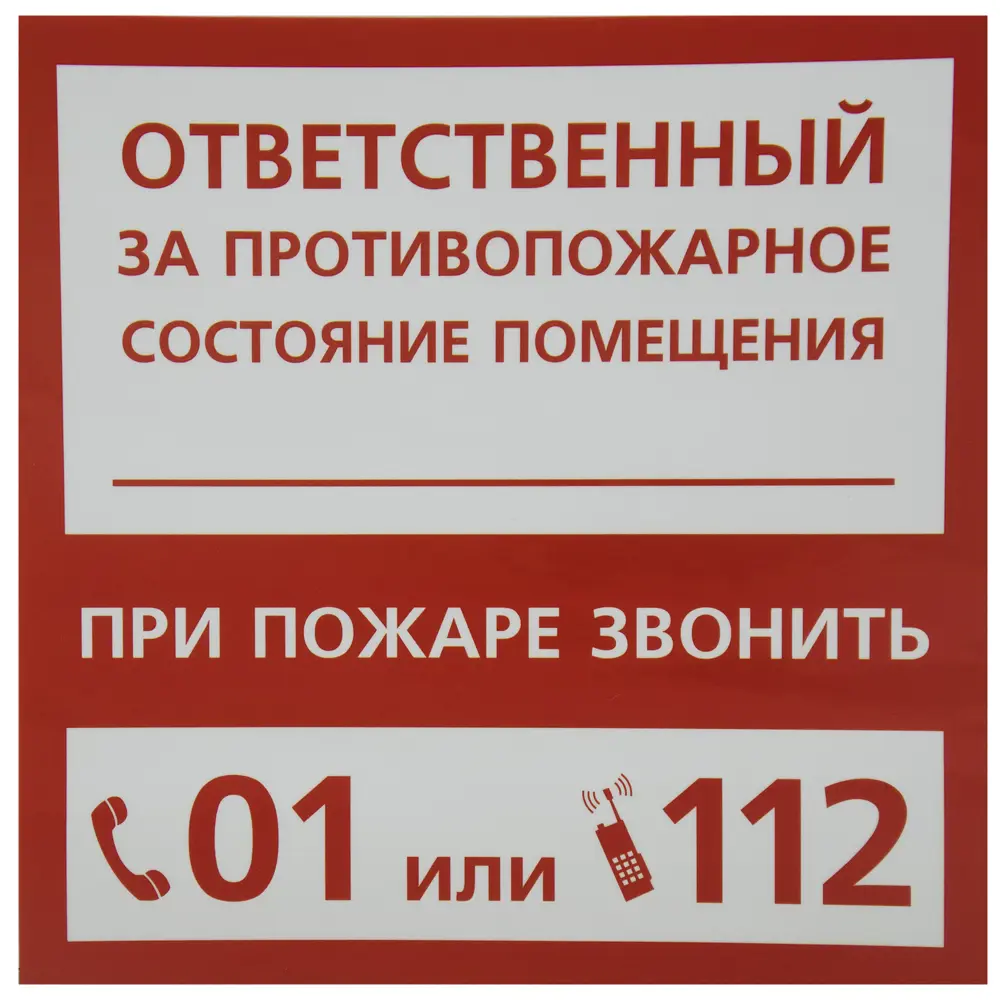 ОТВЕТСТВЕННЫЙ
ЗА ПРОТИВОПОЖАРНОЕ
СОСТОЯНИЕ ПОМЕЩЕНИЯ
ПРИ ПОЖАРЕ ЗВОНИТЬ
01 или 112